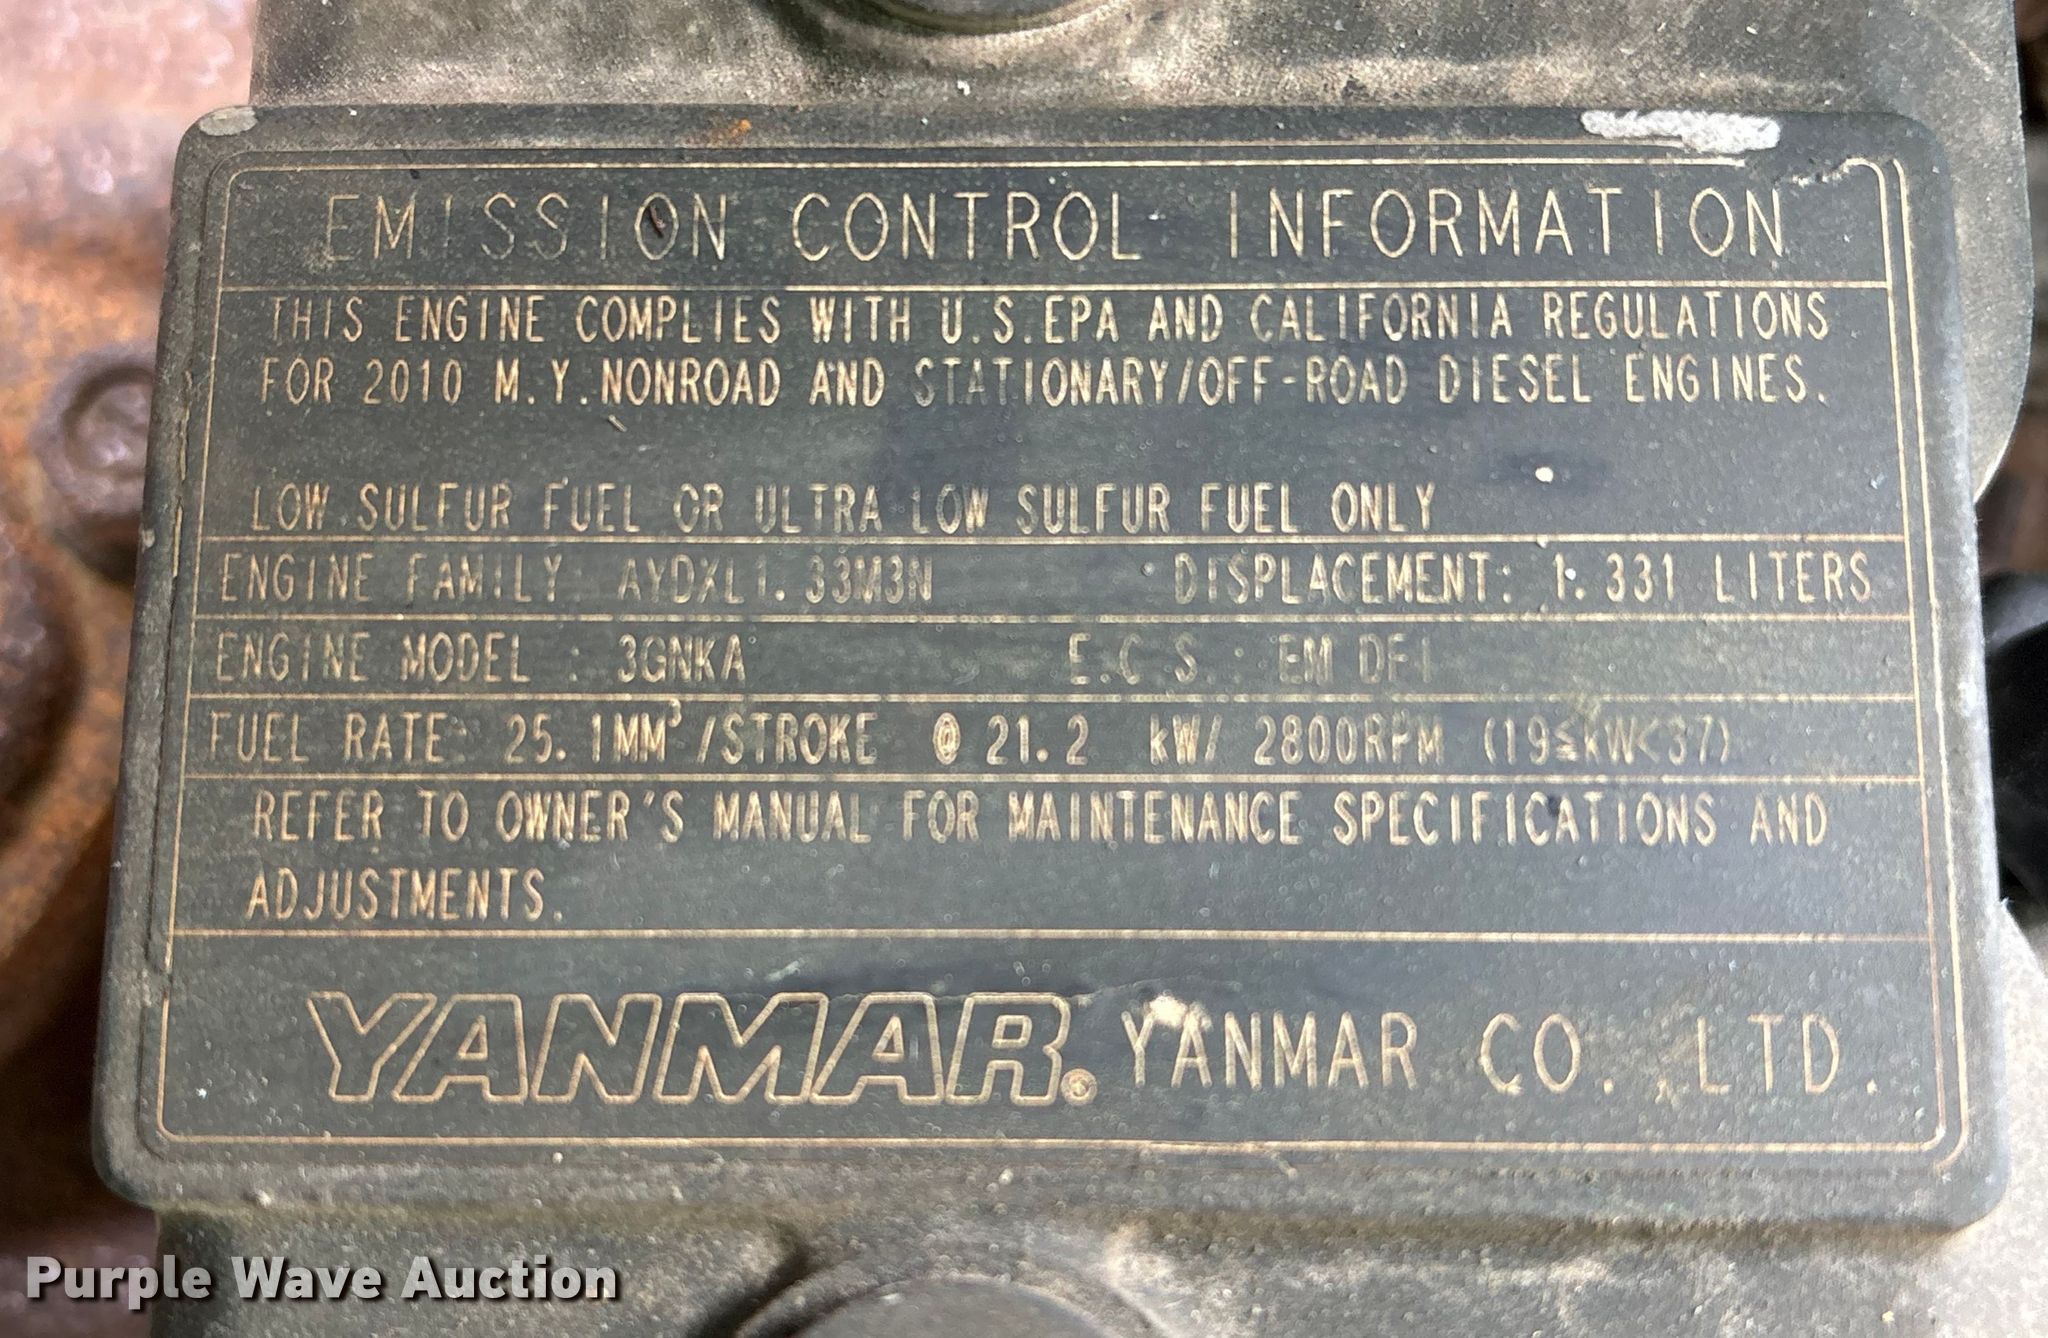 EMISSION CONTROL INFORMATION
THIS ENGINE COMPLIES WITH U.S.EPA AND CALIFORNIA REGULATIONS
FOR 2010 M.Y.NONROAD AND STATIONARY/OFF-ROAD DIESEL ENGINES.
LOW SULFUR FUEL OR ULTRA LOW SULFUR FUEL ONLY
ENGINE FAMILY: AYDXL1.33M3N DISPLACEMENT: 1.331 LITERS
ENGINE MODEL : 3GNKA E.C.S.: EM DFI
FUEL RATE: 25.1MM³/STROKE @ 21.2 kW/ 2800RPM (19≤kW<37)
REFER TO OWNER'S MANUAL FOR MAINTENANCE SPECIFICATIONS AND
ADJUSTMENTS.
YANMAR. YANMAR CO.,LTD.
Purple Wave Auction